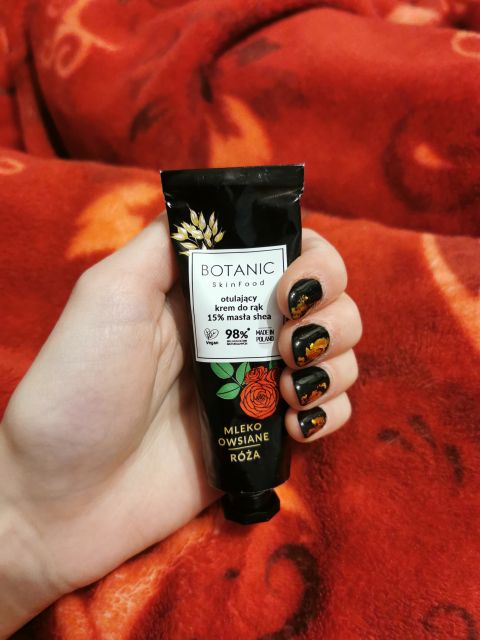 BOTANIC
SkinFood
otulający
krem do rąk
15% masła shea
Vegan
98%*
MADE IN
POLAND
MLEKO
OWSIANE
RÓŻA